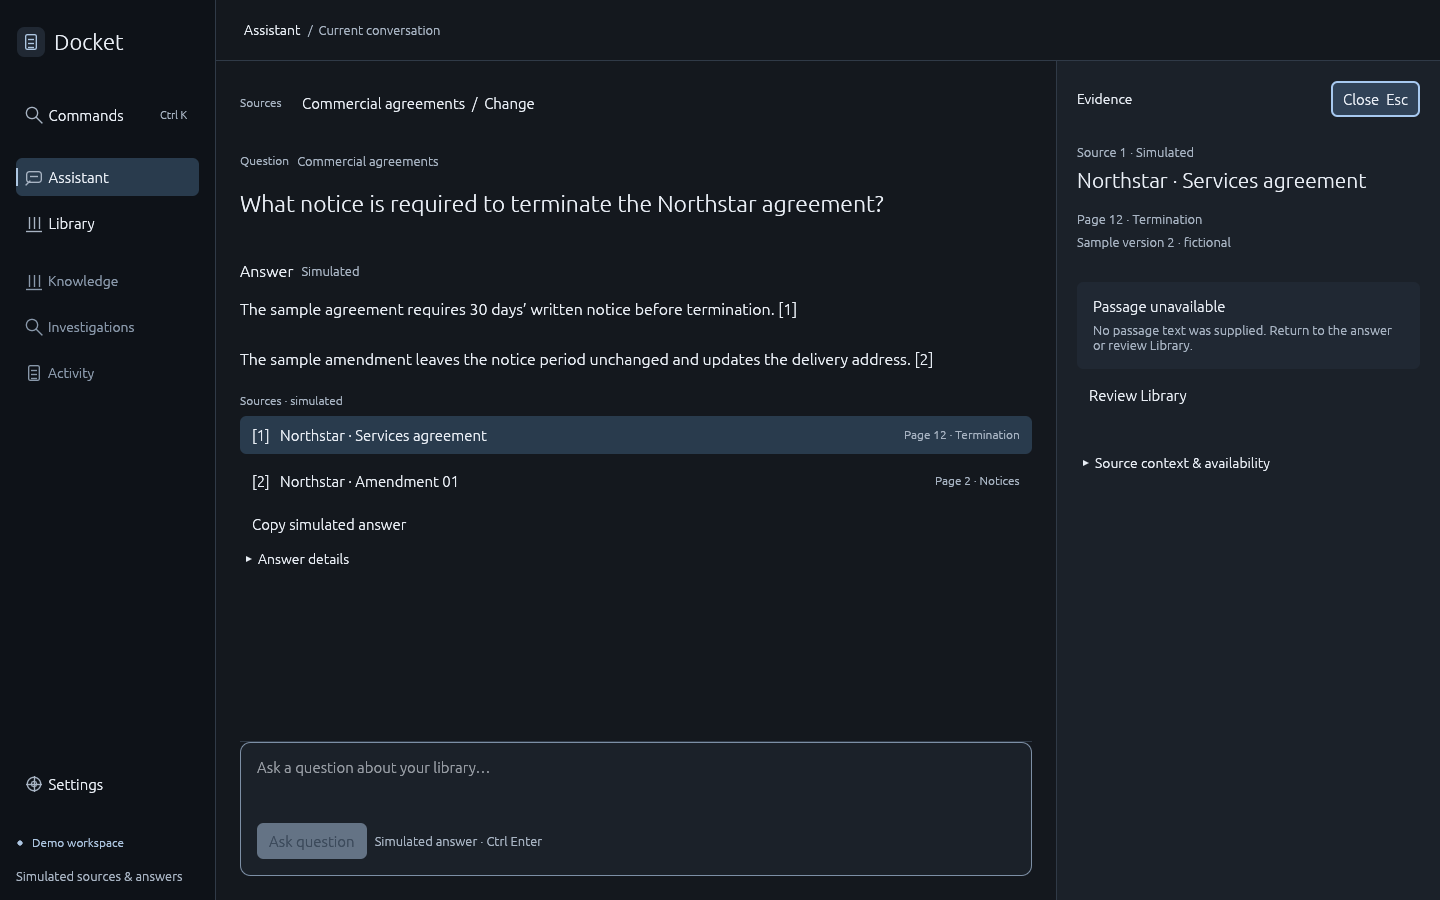 Docket
Commands Ctrl K
Assistant
Library
Knowledge
Investigations
Activity
Settings
Demo workspace
Simulated sources & answers
Assistant / Current conversation
Sources Commercial agreements / Change
Question Commercial agreements
What notice is required to terminate the Northstar agreement?
Answer Simulated
The sample agreement requires 30 days’ written notice before termination. [1]
The sample amendment leaves the notice period unchanged and updates the delivery address. [2]
Sources · simulated
[1] Northstar · Services agreement Page 12 · Termination
[2] Northstar · Amendment 01 Page 2 · Notices
Copy simulated answer
Answer details
Ask a question about your library…
Ask question Simulated answer · Ctrl Enter
Evidence Close Esc
Source 1 · Simulated
Northstar · Services agreement
Page 12 · Termination
Sample version 2 · fictional
Passage unavailable
No passage text was supplied. Return to the answer
or review Library.
Review Library
Source context & availability